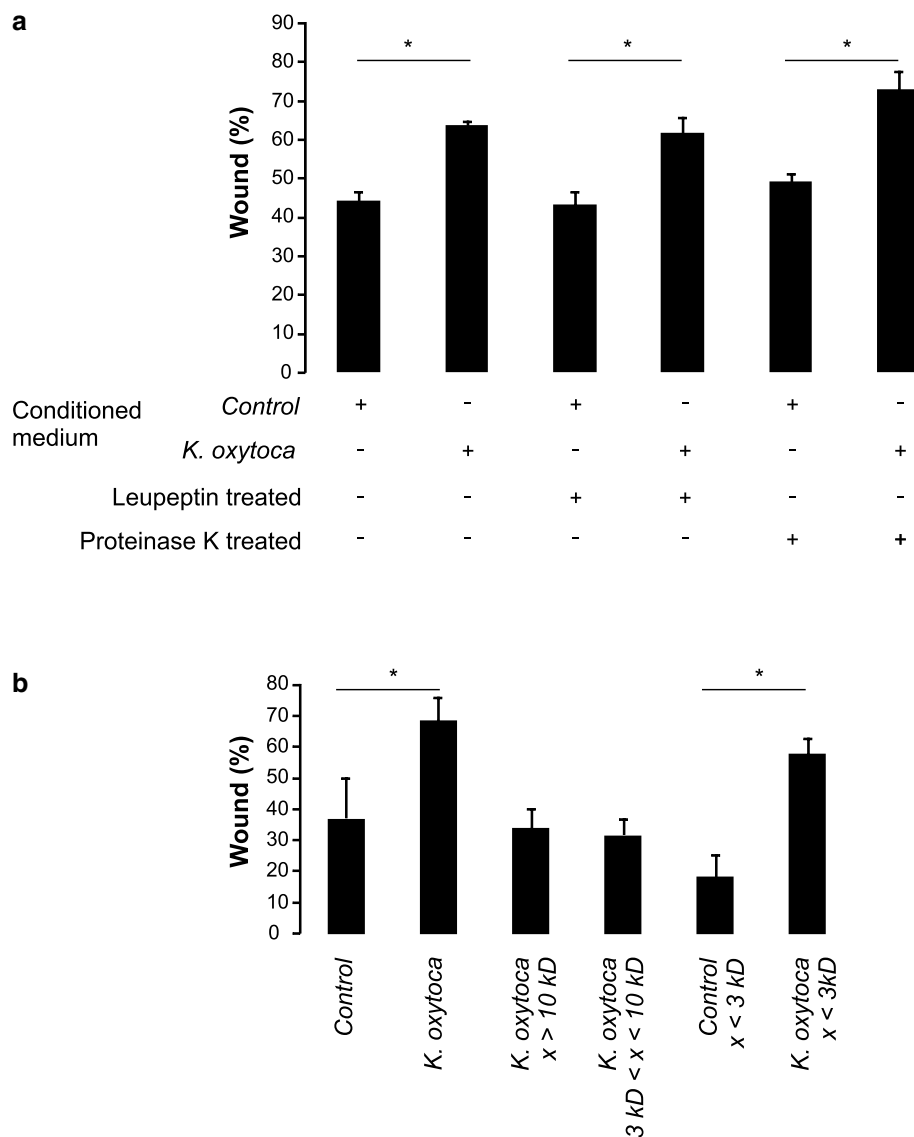 a
Wound (%)
90
80
70
60
50
40
30
20
10
0
* * *
Conditioned medium
Control + - + - + -
K. oxytoca - + - + - +
Leupeptin treated - - + + - -
Proteinase K treated - - - - + +
b
Wound (%)
80
70
60
50
40
30
20
10
0
* *
Control
K. oxytoca
K. oxytoca
x > 10 kD
K. oxytoca
3 kD < x < 10 kD
Control
x < 3 kD
K. oxytoca
x < 3kD